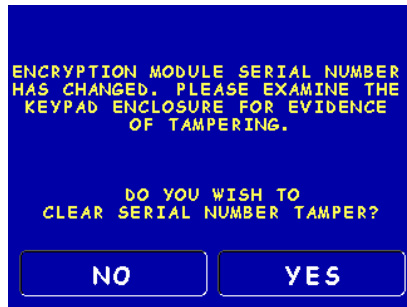 ENCRYPTION MODULE SERIAL NUMBER
HAS CHANGED. PLEASE EXAMINE THE
KEYPAD ENCLOSURE FOR EVIDENCE
OF TAMPERING.
DO YOU WISH TO
CLEAR SERIAL NUMBER TAMPER?
NO YES